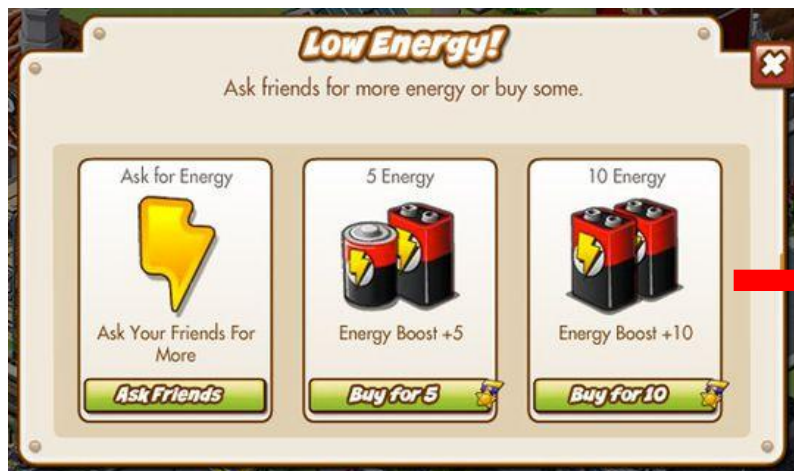 Low Energy!
Ask friends for more energy or buy some.
Ask for Energy
Ask Your Friends For
More
Ask Friends
5 Energy
Energy Boost +5
Buy for 5
10 Energy
Energy Boost +10
Buy for 10